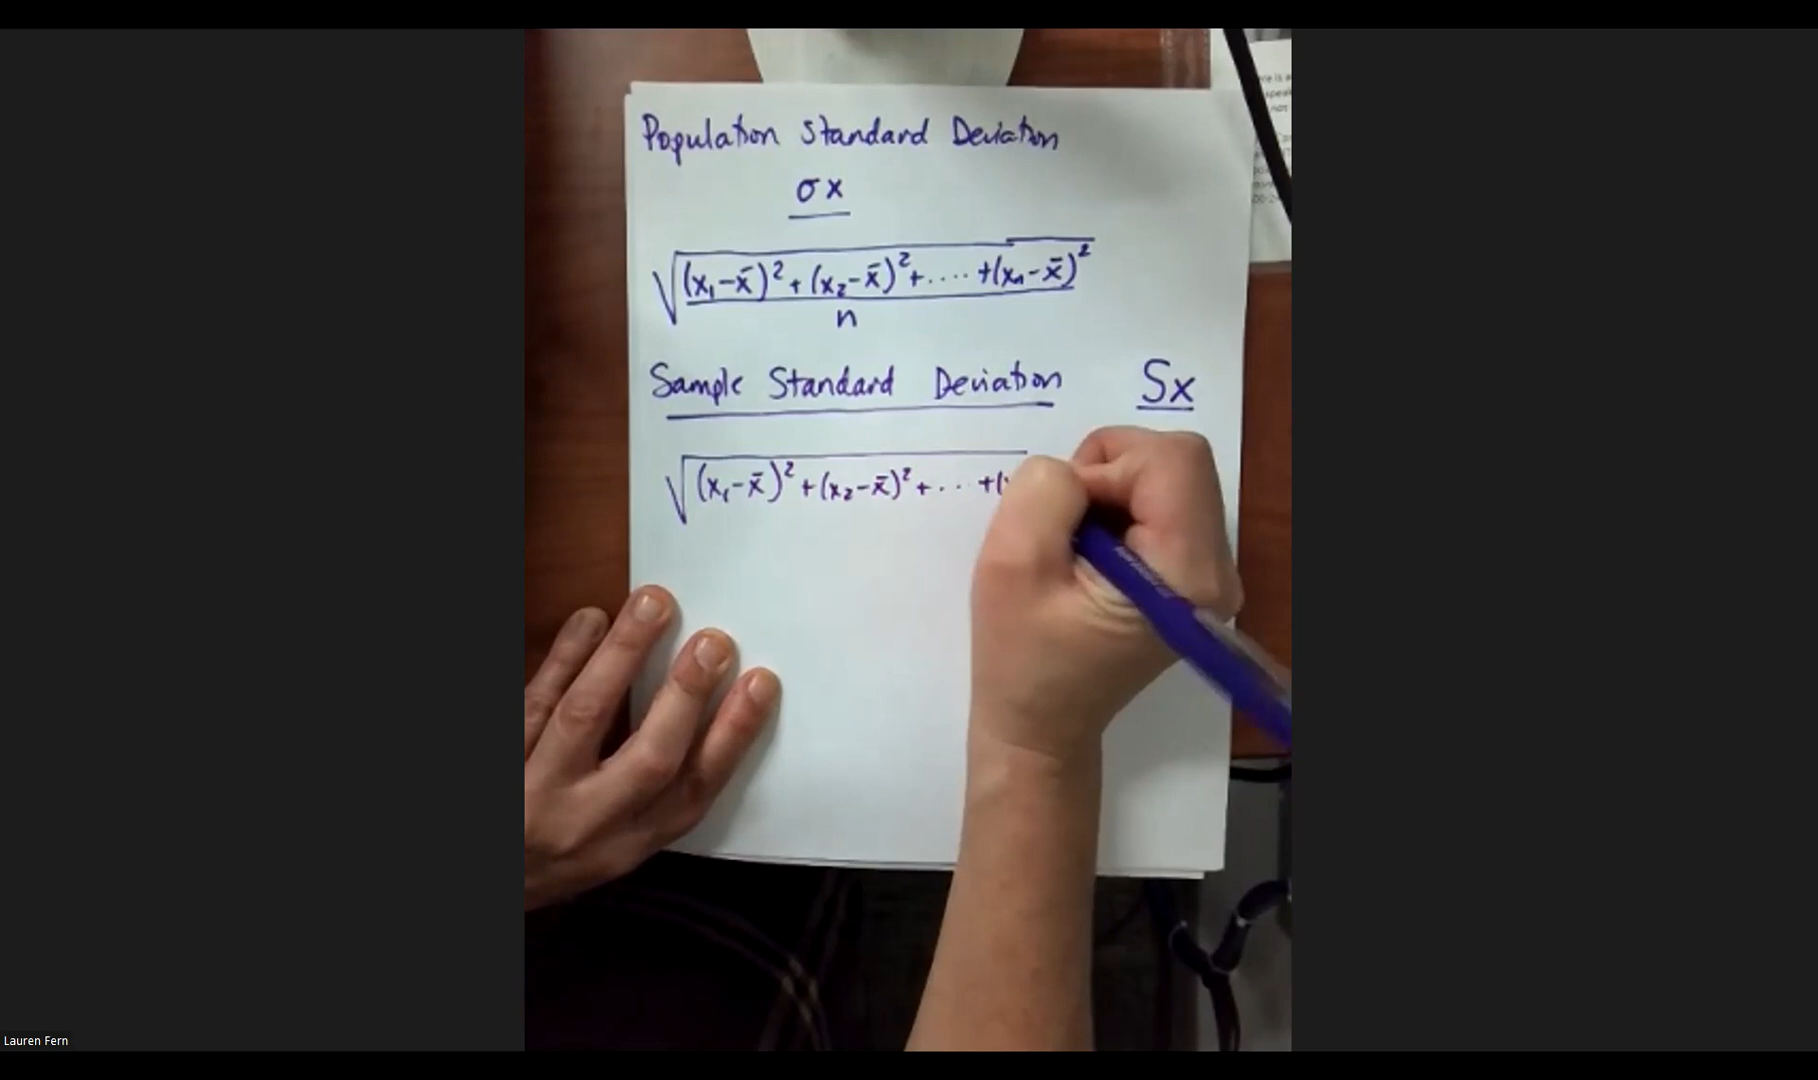 Population Standard Deviation
σx
√(x₁-x̄)² + (x₂-x̄)² + .... + (xₙ-x̄)²
n
Sample Standard Deviation Sx
√(x₁-x̄)² + (x₂-x̄)² + ... + (x
Lauren Fern